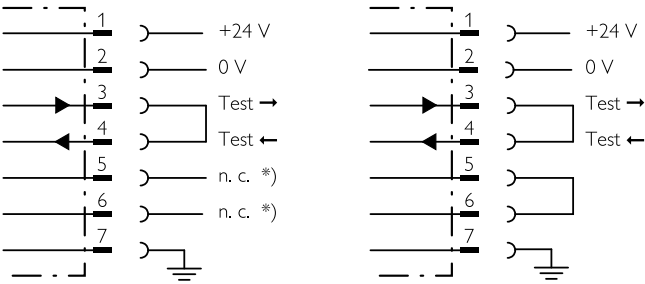 1 +24 V
2 0 V
3 Test →
4 Test ←
5 n. c. *)
6 n. c. *)
7
1 +24 V
2 0 V
3 Test →
4 Test ←
5
6
7